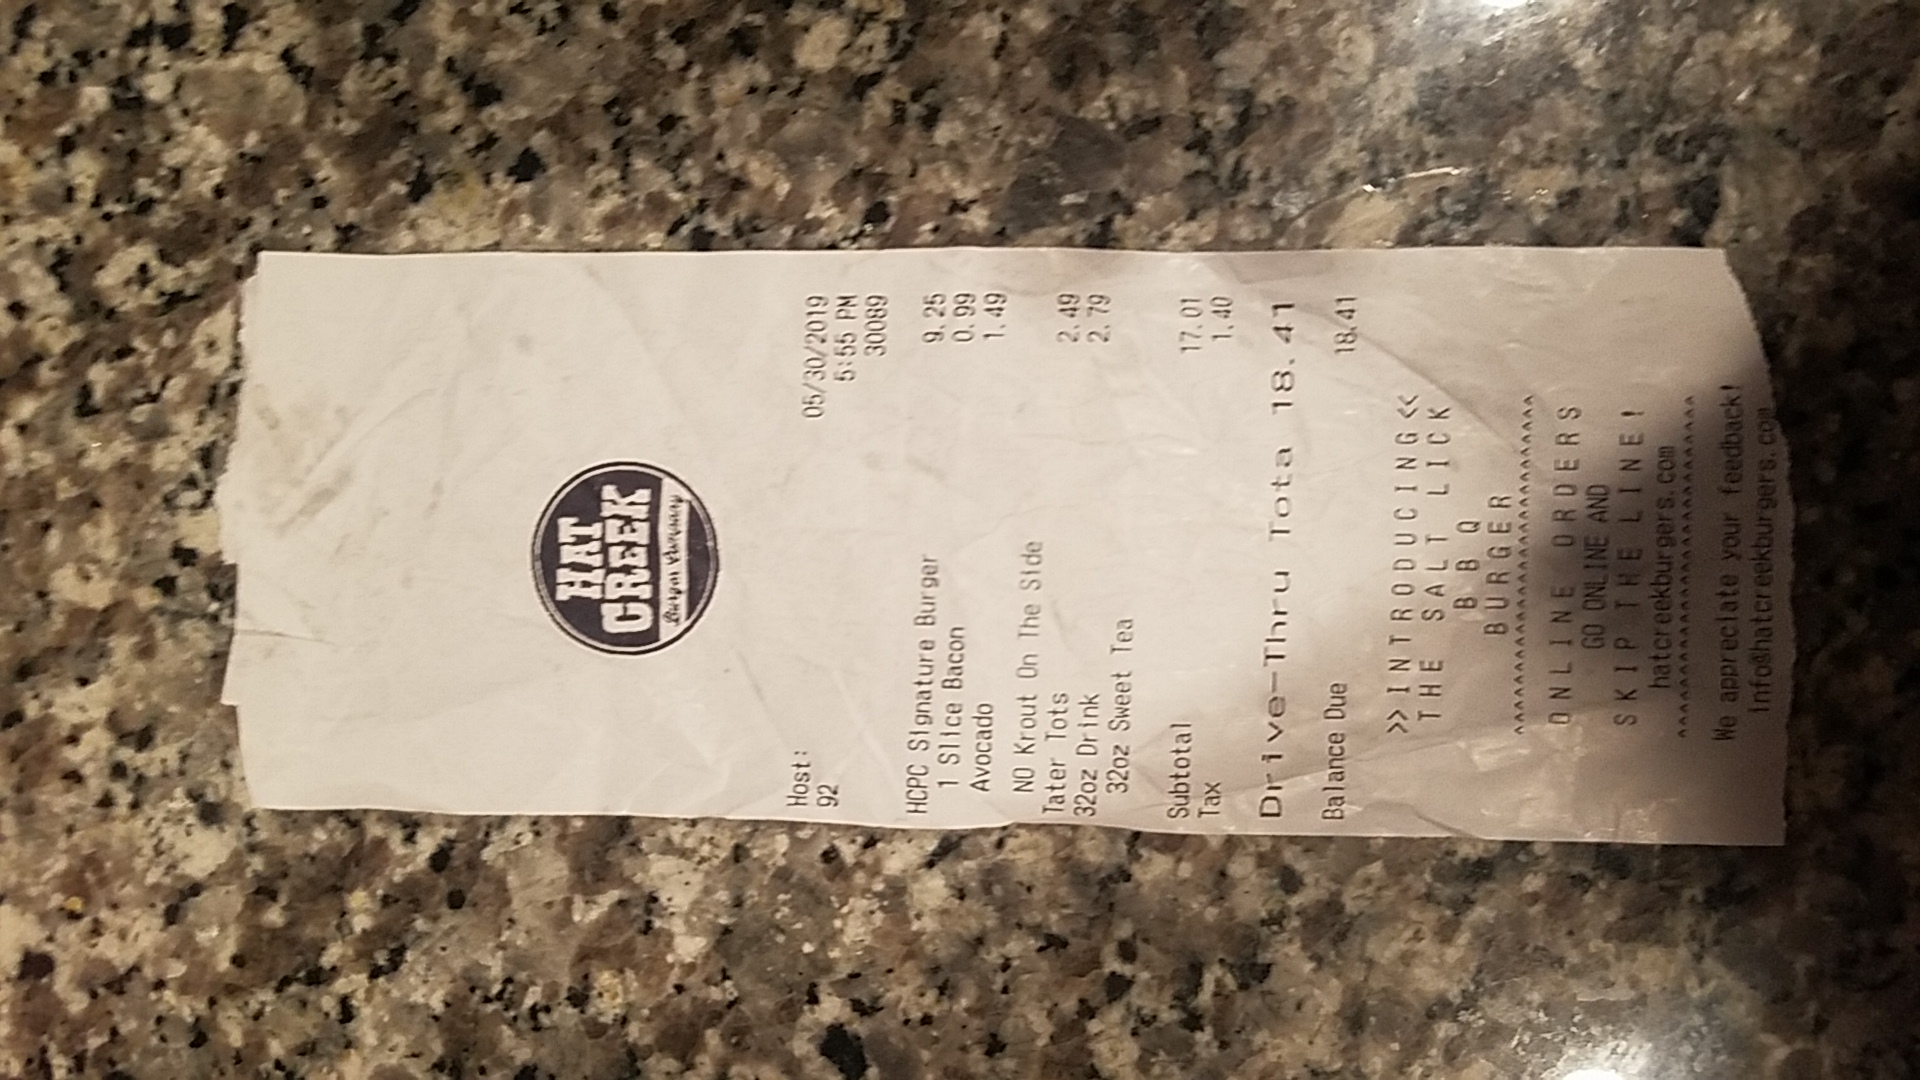 HAT
CREEK
Burger Company
Host: 05/30/2019
92 5:55 PM
30089
HCPC Signature Burger 9.25
1 Slice Bacon 0.99
Avocado 1.49
NO Krout On The Side
Tater Tots 2.49
32oz Drink 2.79
32oz Sweet Tea
Subtotal 17.01
Tax 1.40
Drive-Thru Tota 18.41
Balance Due 18.41
>>INTRODUCING<<
THE SALT LICK
BBQ
BURGER
^^^^^^^^^^^^^^^^^^^^^^^^^^^^^^^^^
ONLINE ORDERS
GO ONLINE AND
SKIP THE LINE!
hatcreekburgers.com
^^^^^^^^^^^^^^^^^^^^^^^^^^^^^^^^^
We appreciate your feedback!
info@hatcreekburgers.com